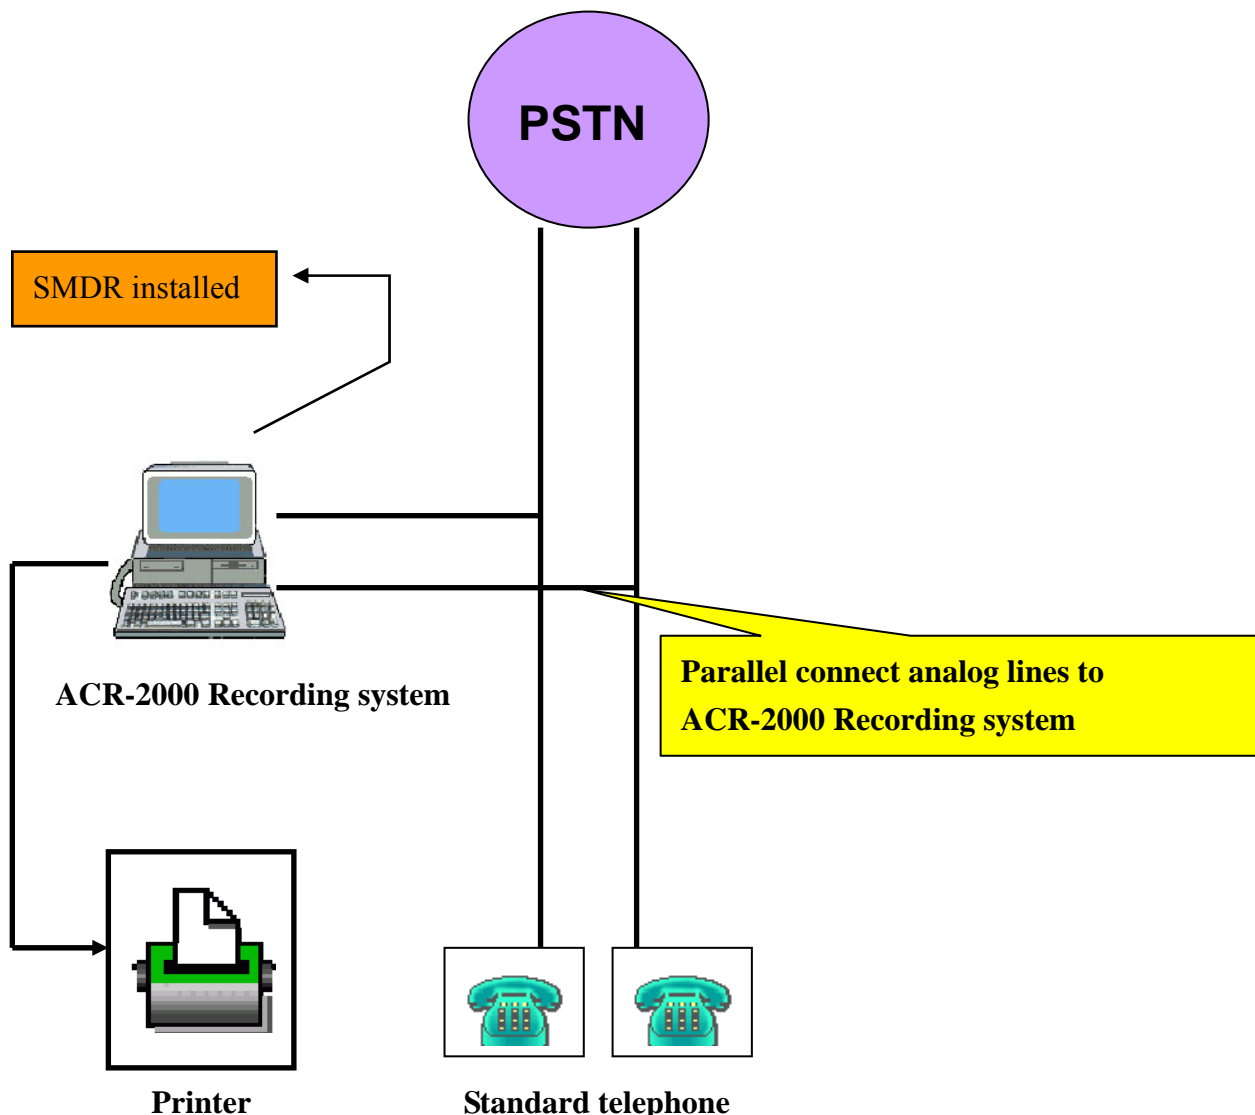 PSTN
SMDR installed
ACR-2000 Recording system
Parallel connect analog lines to
ACR-2000 Recording system
Printer
Standard telephone